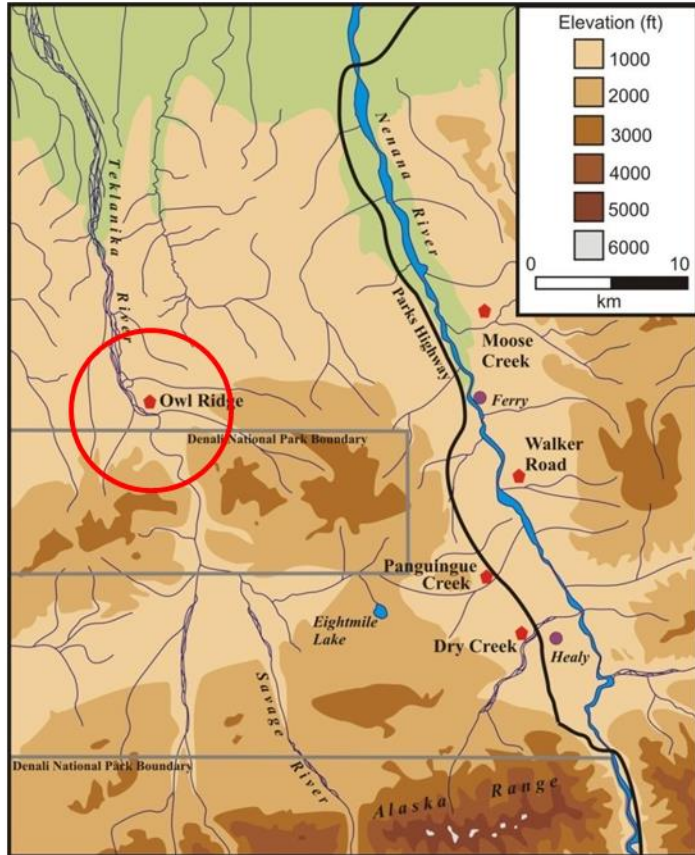 Elevation (ft)
1000
2000
3000
4000
5000
6000
0
10
km
Teklanika
River
Nenana
River
Parks Highway
Moose
Creek
Ferry
Owl Ridge
Denali National Park Boundary
Walker
Road
Panguingue
Creek
Eightmile
Lake
Dry Creek
Healy
Savage
River
Denali National Park Boundary
Alaska Range